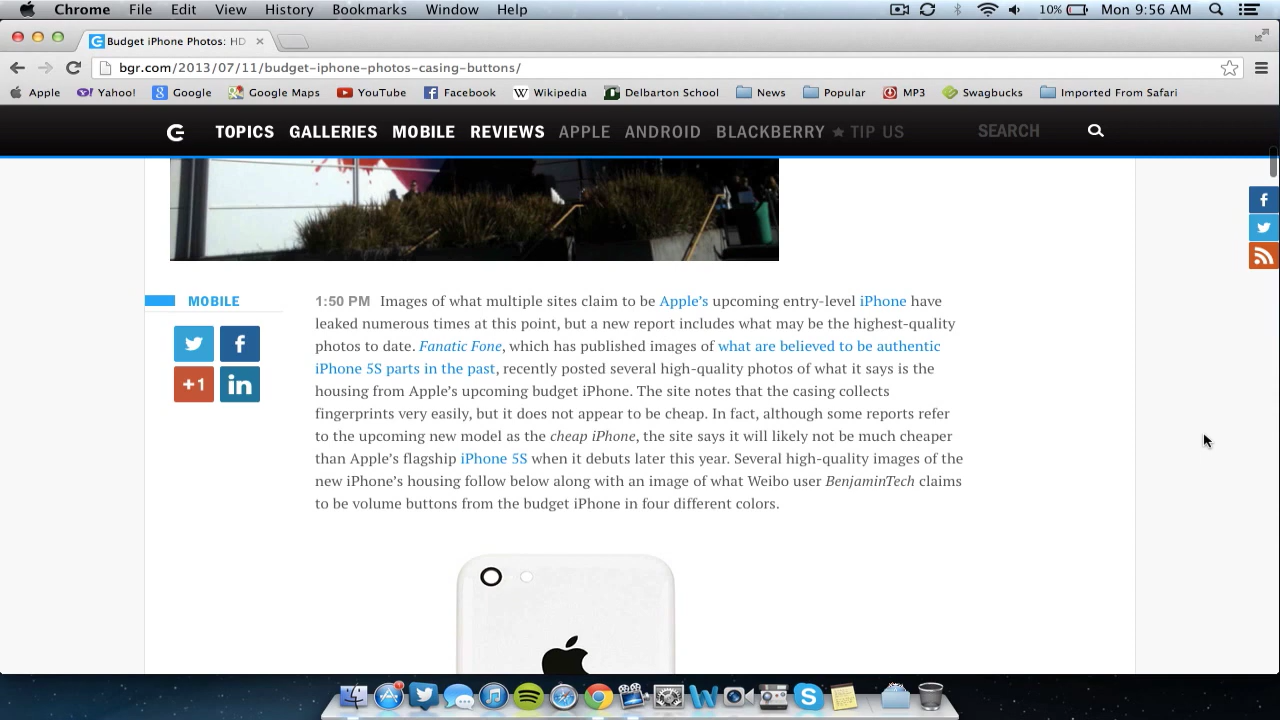 Chrome File Edit View History Bookmarks Window Help 10% Mon 9:56 AM
Budget iPhone Photos: HD
bgr.com/2013/07/11/budget-iphone-photos-casing-buttons/
Apple Yahoo! Google Google Maps YouTube Facebook Wikipedia Delbarton School News Popular MP3 Swagbucks Imported From Safari
TOPICS GALLERIES MOBILE REVIEWS APPLE ANDROID BLACKBERRY TIP US SEARCH
MOBILE
+1
1:50 PM Images of what multiple sites claim to be Apple’s upcoming entry-level iPhone have
leaked numerous times at this point, but a new report includes what may be the highest-quality
photos to date. Fanatic Fone, which has published images of what are believed to be authentic
iPhone 5S parts in the past, recently posted several high-quality photos of what it says is the
housing from Apple’s upcoming budget iPhone. The site notes that the casing collects
fingerprints very easily, but it does not appear to be cheap. In fact, although some reports refer
to the upcoming new model as the cheap iPhone, the site says it will likely not be much cheaper
than Apple’s flagship iPhone 5S when it debuts later this year. Several high-quality images of the
new iPhone’s housing follow below along with an image of what Weibo user BenjaminTech claims
to be volume buttons from the budget iPhone in four different colors.